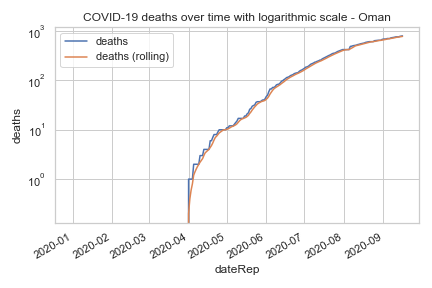 COVID-19 deaths over time with logarithmic scale - Oman
deaths
deaths (rolling)
10³
10²
10¹
10⁰
deaths
2020-01
2020-02
2020-03
2020-04
2020-05
2020-06
2020-07
2020-08
2020-09
dateRep